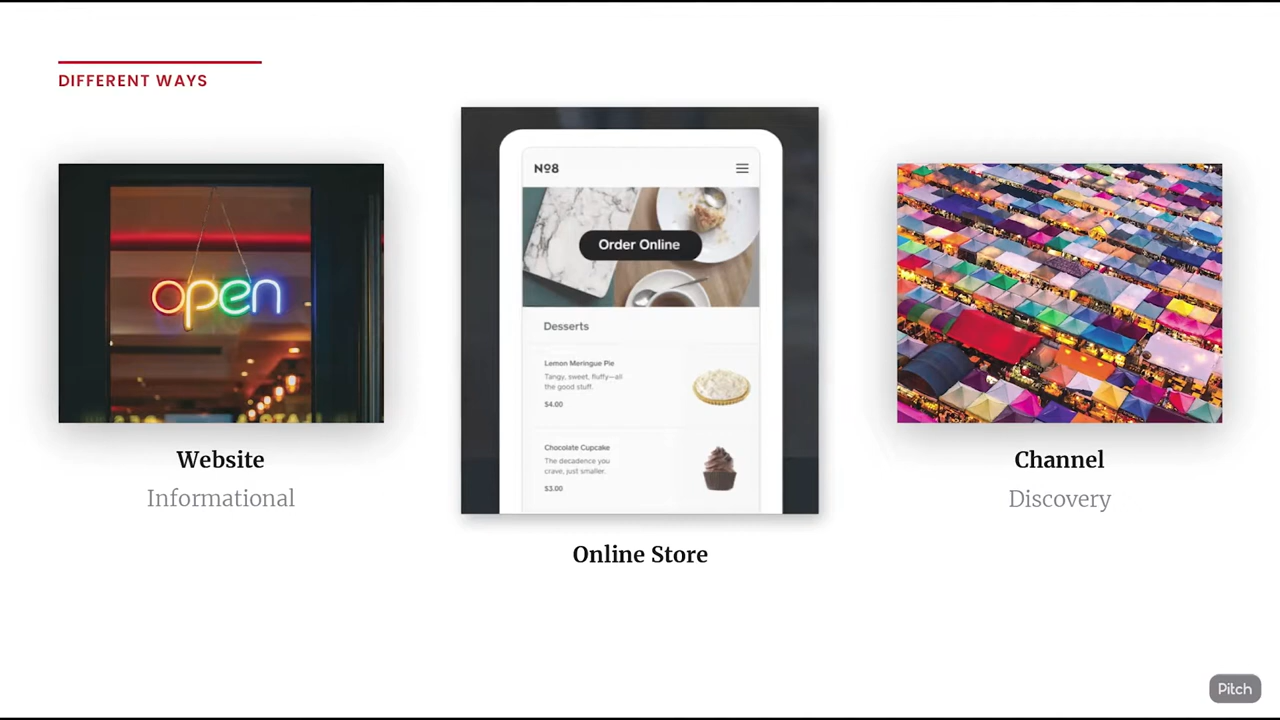 DIFFERENT WAYS
open
Website
Informational
Nº8
Order Online
Desserts
Lemon Meringue Pie
Tangy, sweet, fluffy—all
the good stuff.
$4.00
Chocolate Cupcake
The decadence you
crave, just smaller.
$3.00
Online Store
Channel
Discovery
Pitch